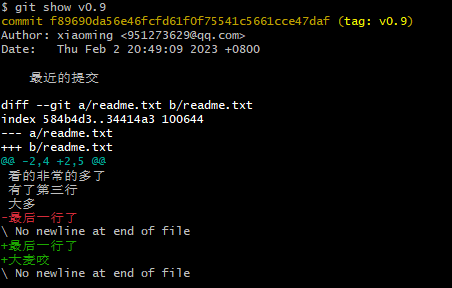 $ git show v0.9
commit f89690da56e46fcfd61f0f75541c5661cce47daf (tag: v0.9)
Author: xiaoming <951273629@qq.com>
Date:   Thu Feb 2 20:49:09 2023 +0800

    最近的提交

diff --git a/readme.txt b/readme.txt
index 584b4d3..34414a3 100644
--- a/readme.txt
+++ b/readme.txt
@@ -2,4 +2,5 @@
 看的非常的多了
 有了第三行
 大多
-最后一行了
\ No newline at end of file
+最后一行了
+大麦咬
\ No newline at end of file